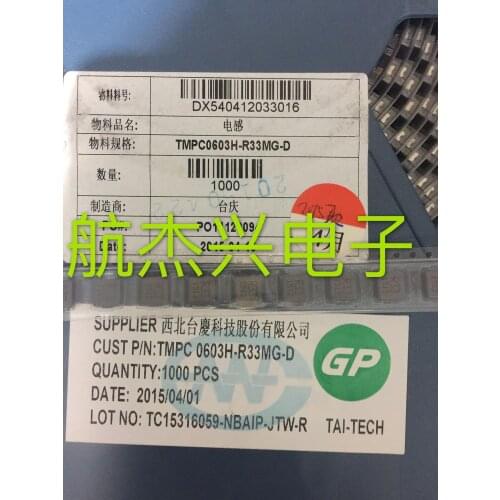 物料料号:
DX540412033016
物料品名: 电感
物料规格: TMPC0603H-R33MG-D
数量: 1000
制造商: 台庆
Date:
航杰兴电子
SUPPLIER 西北台慶科技股份有限公司
CUST P/N:TMPC 0603H-R33MG-D
QUANTITY:1000 PCS
DATE: 2015/04/01
LOT NO: TC15316059-NBAIP-JTW-R
GP
TAI-TECH